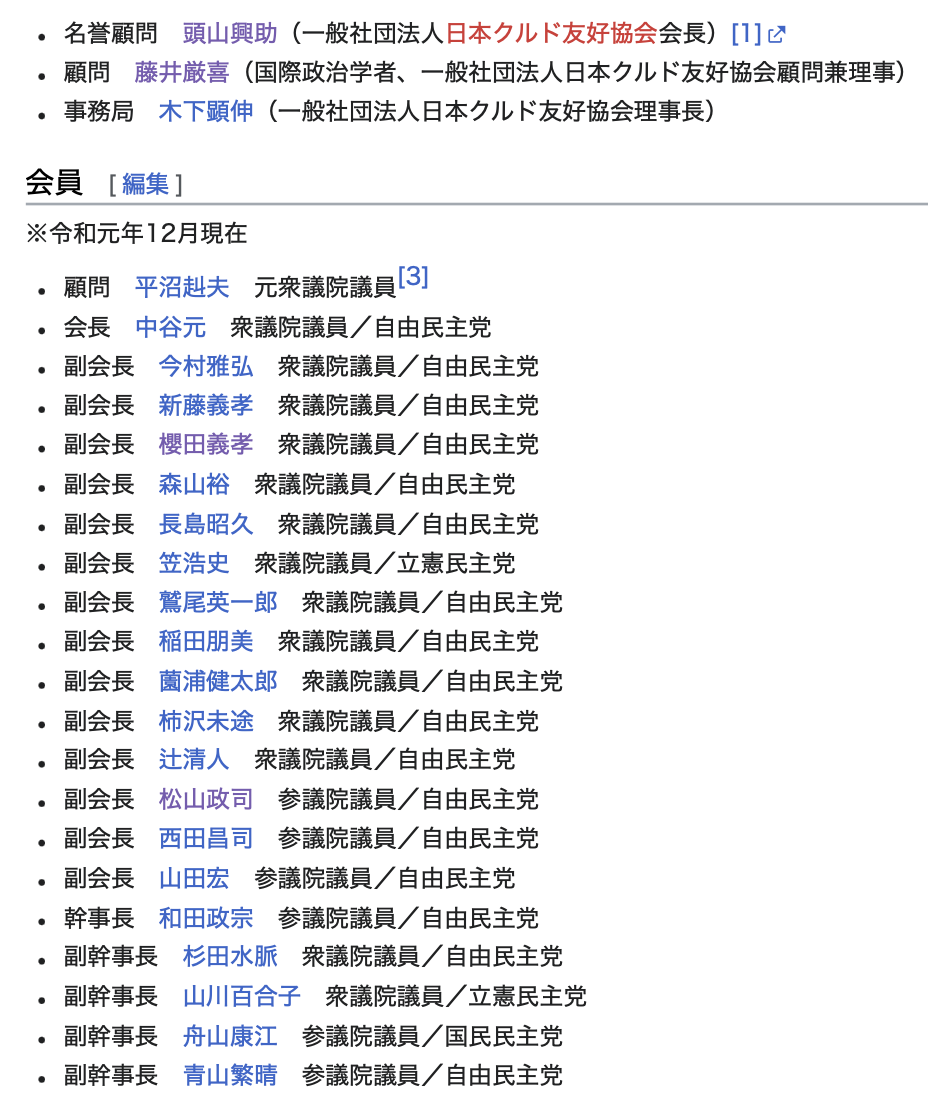 • 名誉顧問　頭山興助（一般社団法人日本クルド友好協会会長）[1]
• 顧問　藤井厳喜（国際政治学者、一般社団法人日本クルド友好協会顧問兼理事）
• 事務局　木下顕伸（一般社団法人日本クルド友好協会理事長）
会員　[ 編集 ]
※令和元年12月現在
• 顧問　平沼赳夫　元衆議院議員[3]
• 会長　中谷元　衆議院議員／自由民主党
• 副会長　今村雅弘　衆議院議員／自由民主党
• 副会長　新藤義孝　衆議院議員／自由民主党
• 副会長　櫻田義孝　衆議院議員／自由民主党
• 副会長　森山裕　衆議院議員／自由民主党
• 副会長　長島昭久　衆議院議員／自由民主党
• 副会長　笠浩史　衆議院議員／立憲民主党
• 副会長　鷲尾英一郎　衆議院議員／自由民主党
• 副会長　稲田朋美　衆議院議員／自由民主党
• 副会長　薗浦健太郎　衆議院議員／自由民主党
• 副会長　柿沢未途　衆議院議員／自由民主党
• 副会長　辻清人　衆議院議員／自由民主党
• 副会長　松山政司　参議院議員／自由民主党
• 副会長　西田昌司　参議院議員／自由民主党
• 副会長　山田宏　参議院議員／自由民主党
• 幹事長　和田政宗　参議院議員／自由民主党
• 副幹事長　杉田水脈　衆議院議員／自由民主党
• 副幹事長　山川百合子　衆議院議員／立憲民主党
• 副幹事長　舟山康江　参議院議員／国民民主党
• 副幹事長　青山繁晴　参議院議員／自由民主党